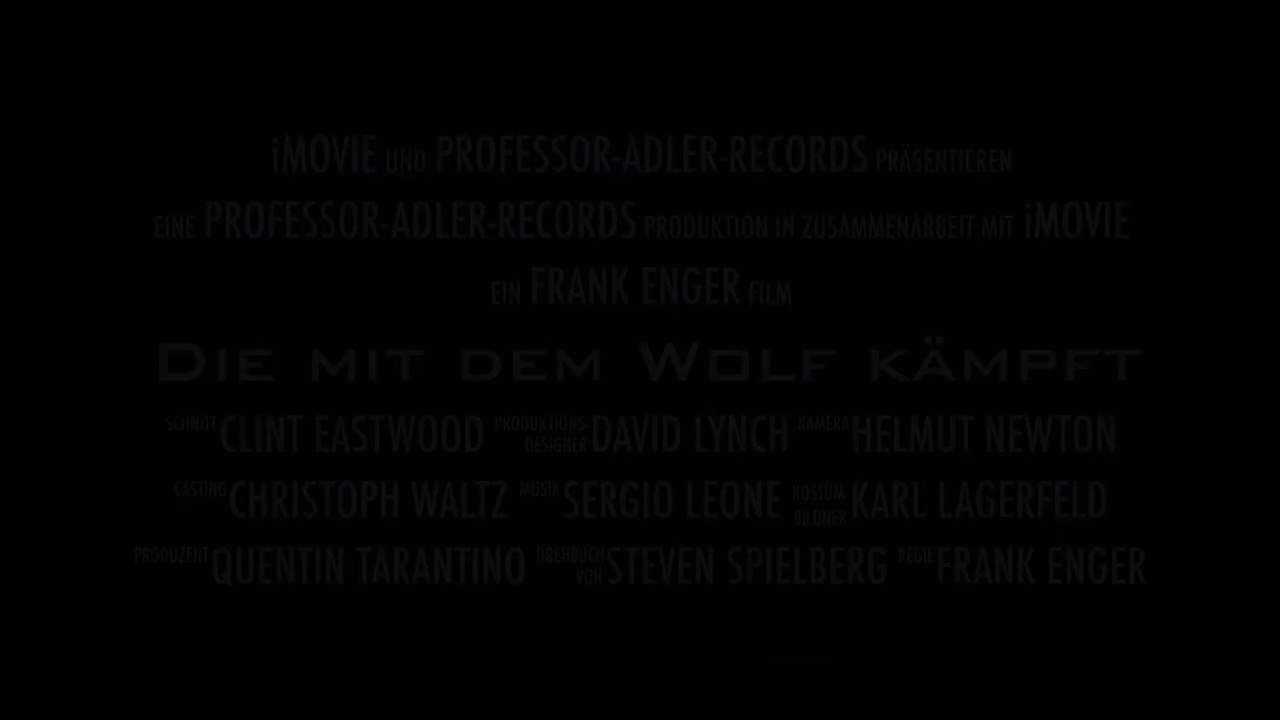 iMOVIE UND PROFESSOR-ADLER-RECORDS PRÄSENTIEREN
EINE PROFESSOR-ADLER-RECORDS PRODUKTION IN ZUSAMMENARBEIT MIT iMOVIE
EIN FRANK ENGER FILM
DIE MIT DEM WOLF KÄMPFT
SCHNITT CLINT EASTWOOD PRODUKTIONS DESIGNER DAVID LYNCH KAMERA HELMUT NEWTON
CASTING CHRISTOPH WALTZ MUSIK SERGIO LEONE KOSTÜM BILDNER KARL LAGERFELD
PRODUZENT QUENTIN TARANTINO DREHBUCH VON STEVEN SPIELBERG REGIE FRANK ENGER